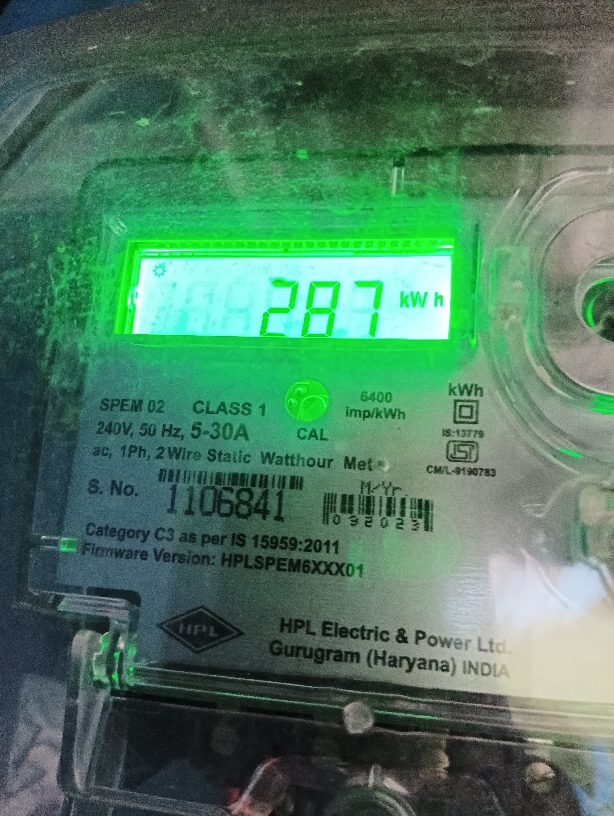 287 kW h
SPEM 02 CLASS 1
240V, 50 Hz, 5-30A
CAL
6400
imp/kWh
kWh
IS:13779
CM/L-9190783
ac, 1Ph, 2 Wire Static Watthour Met
S. No. 1106841
M/Yr
092023
Category C3 as per IS 15959:2011
Firmware Version: HPLSPEM6XXX01
HPL
HPL Electric & Power Ltd.
Gurugram (Haryana) INDIA